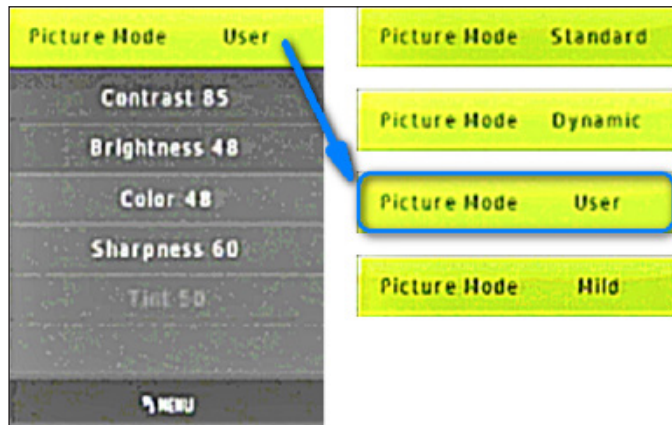 Picture Mode User
Contrast 85
Brightness 48
Color 48
Sharpness 60
Tint 50
MENU
Picture Mode Standard
Picture Mode Dynamic
Picture Mode User
Picture Mode Mild